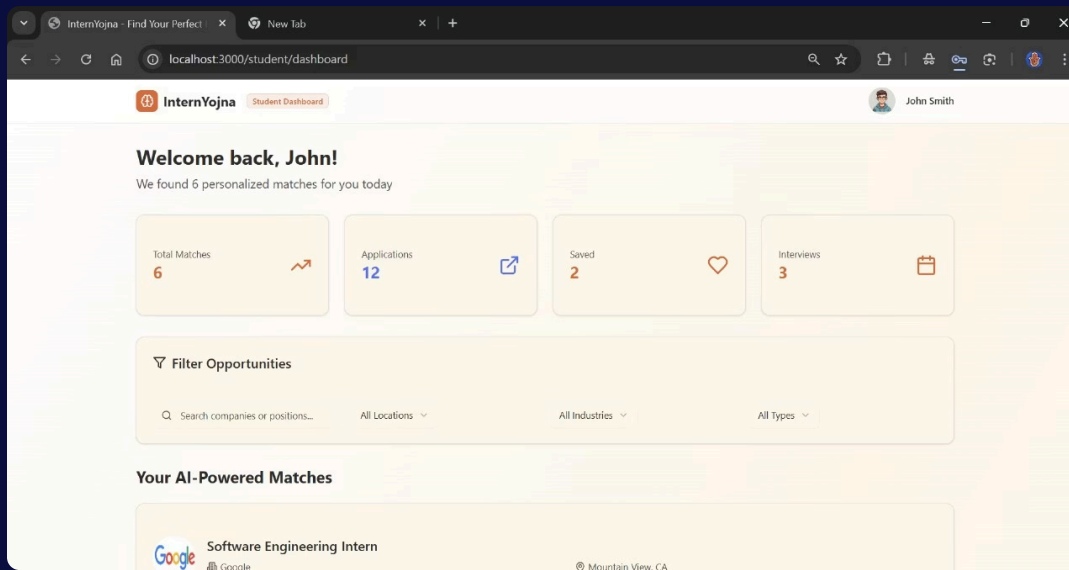 InternYojna - Find Your Perfect
New Tab
localhost:3000/student/dashboard
InternYojna
Student Dashboard
John Smith
Welcome back, John!
We found 6 personalized matches for you today
Total Matches
6
Applications
12
Saved
2
Interviews
3
Filter Opportunities
Search companies or positions...
All Locations
All Industries
All Types
Your AI-Powered Matches
Google
Software Engineering Intern
Google
Mountain View, CA